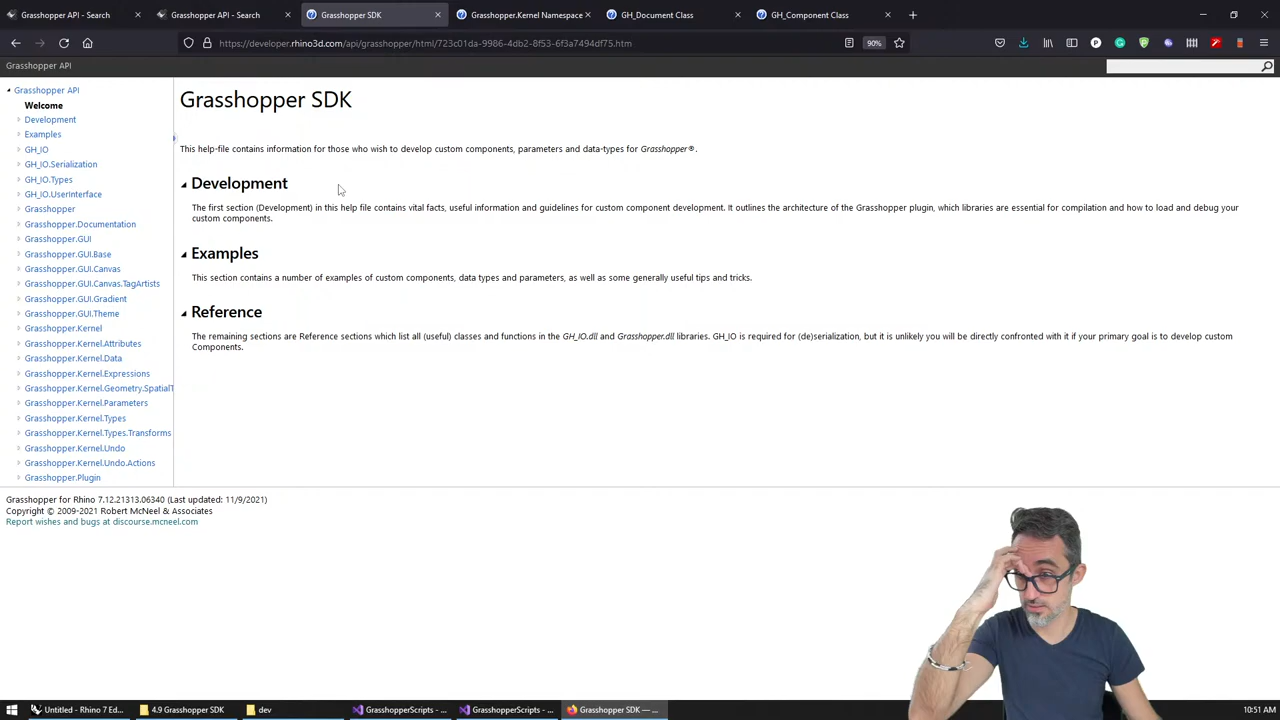 Grasshopper API - Search
Grasshopper API - Search
Grasshopper SDK
Grasshopper.Kernel Namespace
GH_Document Class
GH_Component Class
https://developer.rhino3d.com/api/grasshopper/html/723c01da-9986-4db2-8f53-6f3a7494df75.htm
90%
Grasshopper API
Grasshopper API
Welcome
Development
Examples
GH_IO
GH_IO.Serialization
GH_IO.Types
GH_IO.UserInterface
Grasshopper
Grasshopper.Documentation
Grasshopper.GUI
Grasshopper.GUI.Base
Grasshopper.GUI.Canvas
Grasshopper.GUI.Canvas.TagArtists
Grasshopper.GUI.Gradient
Grasshopper.GUI.Theme
Grasshopper.Kernel
Grasshopper.Kernel.Attributes
Grasshopper.Kernel.Data
Grasshopper.Kernel.Expressions
Grasshopper.Kernel.Geometry.SpatialT
Grasshopper.Kernel.Parameters
Grasshopper.Kernel.Types
Grasshopper.Kernel.Types.Transforms
Grasshopper.Kernel.Undo
Grasshopper.Kernel.Undo.Actions
Grasshopper.Plugin
Grasshopper SDK
This help-file contains information for those who wish to develop custom components, parameters and data-types for Grasshopper®.
Development
The first section (Development) in this help file contains vital facts, useful information and guidelines for custom component development. It outlines the architecture of the Grasshopper plugin, which libraries are essential for compilation and how to load and debug your
custom components.
Examples
This section contains a number of examples of custom components, data types and parameters, as well as some generally useful tips and tricks.
Reference
The remaining sections are Reference sections which list all (useful) classes and functions in the GH_IO.dll and Grasshopper.dll libraries. GH_IO is required for (de)serialization, but it is unlikely you will be directly confronted with it if your primary goal is to develop custom
Components.
Grasshopper for Rhino 7.12.21313.06340 (Last updated: 11/9/2021)
Copyright © 2009-2021 Robert McNeel & Associates
Report wishes and bugs at discourse.mcneel.com
Untitled - Rhino 7 Ed...
4.9 Grasshopper SDK
dev
GrasshopperScripts - ...
GrasshopperScripts - ...
Grasshopper SDK — ...
10:51 AM